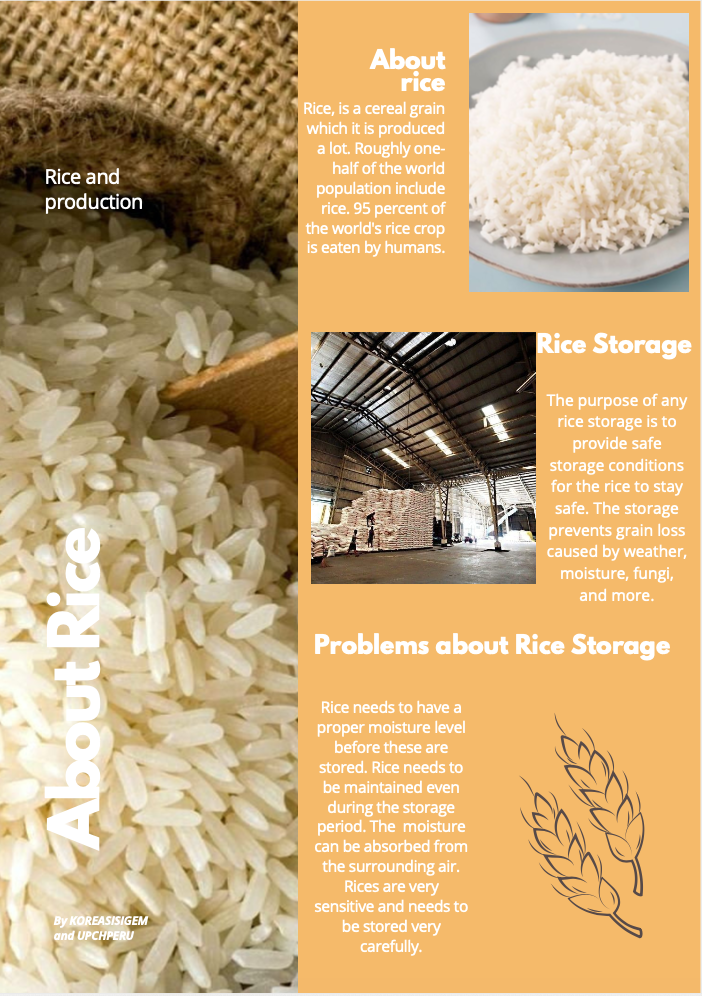 Rice and
production
About Rice
By KOREASISIGEM
and UPCHPERU
About
rice
Rice, is a cereal grain
which it is produced
a lot. Roughly one-
half of the world
population include
rice. 95 percent of
the world's rice crop
is eaten by humans.
Rice Storage
The purpose of any
rice storage is to
provide safe
storage conditions
for the rice to stay
safe. The storage
prevents grain loss
caused by weather,
moisture, fungi,
and more.
Problems about Rice Storage
Rice needs to have a
proper moisture level
before these are
stored. Rice needs to
be maintained even
during the storage
period. The  moisture
can be absorbed from
the surrounding air.
Rices are very
sensitive and needs to
be stored very
carefully.